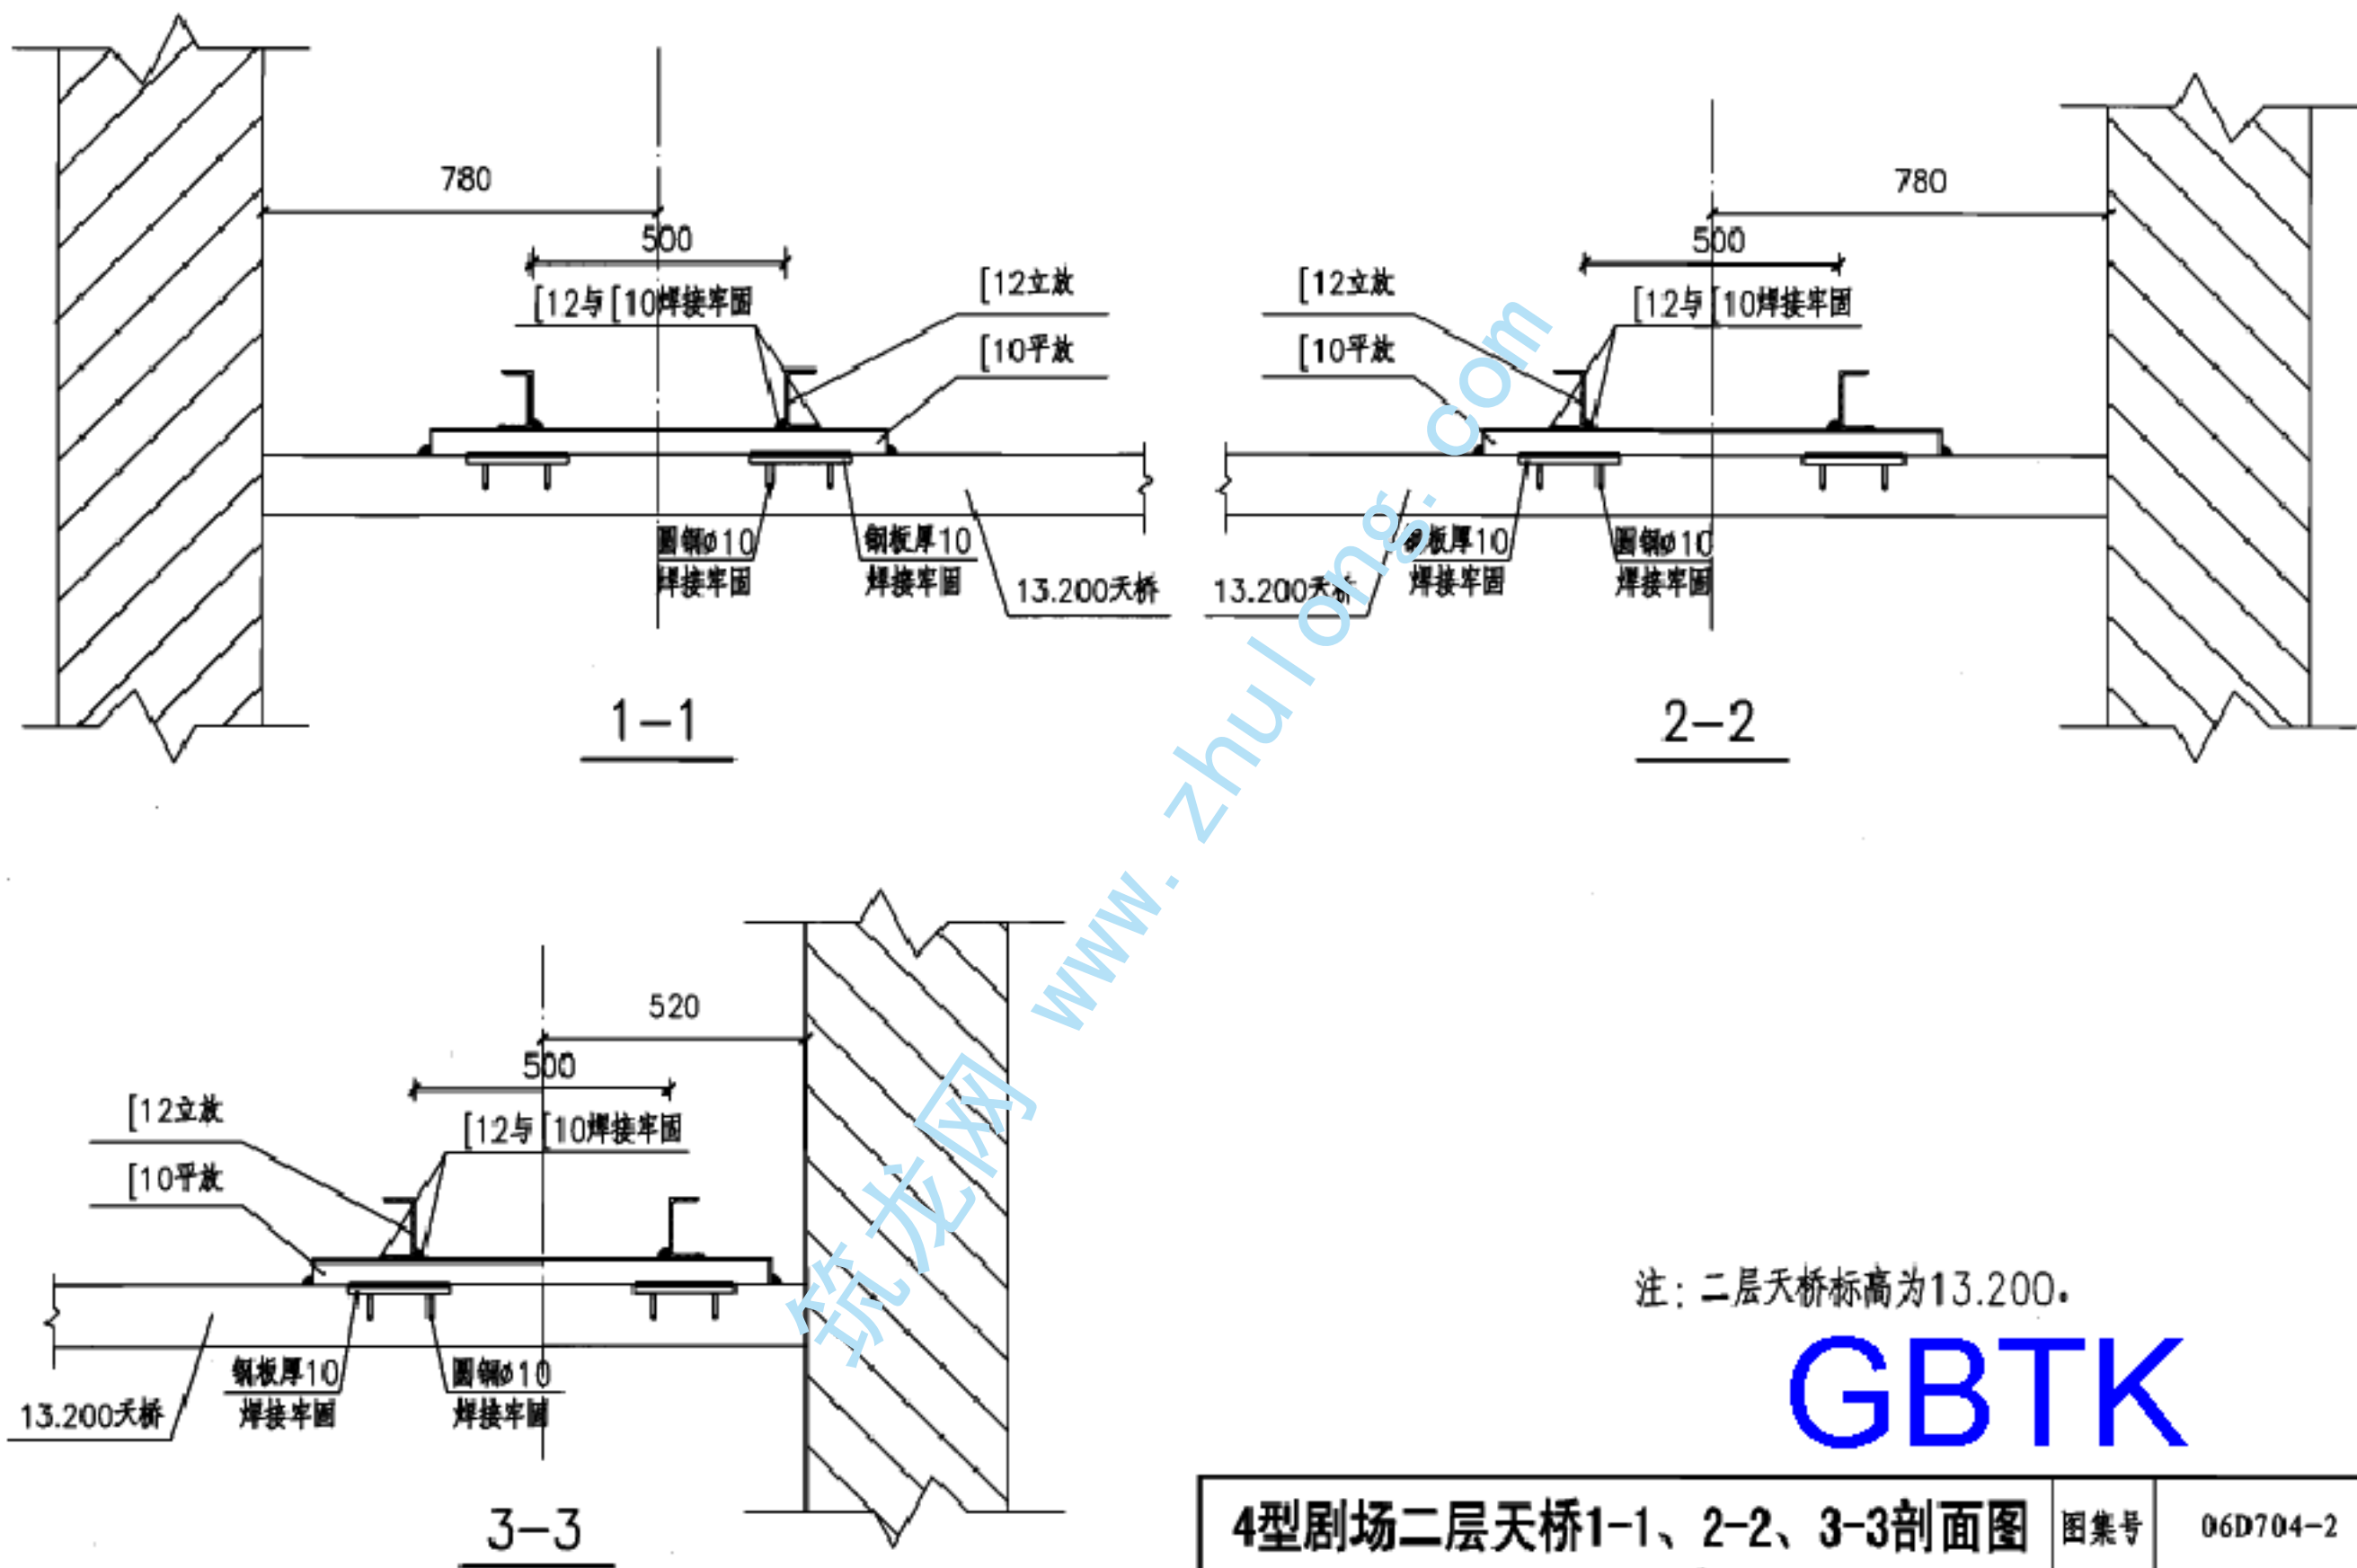 780
500
[12与[10焊接牢固
[12立放
[10平放
圆钢ø10
焊接牢固
钢板厚10
焊接牢固
13.200天桥
1-1
780
500
[12立放
[12与[10焊接牢固
[10平放
钢板厚10
焊接牢固
圆钢ø10
焊接牢固
13.200天桥
2-2
520
500
[12立放
[12与[10焊接牢固
[10平放
钢板厚10
焊接牢固
圆钢ø10
焊接牢固
13.200天桥
3-3
筑龙网 www.zhulong.com
注：二层天桥标高为13.200。
GBTK
4型剧场二层天桥1-1、2-2、3-3剖面图
图集号
06D704-2